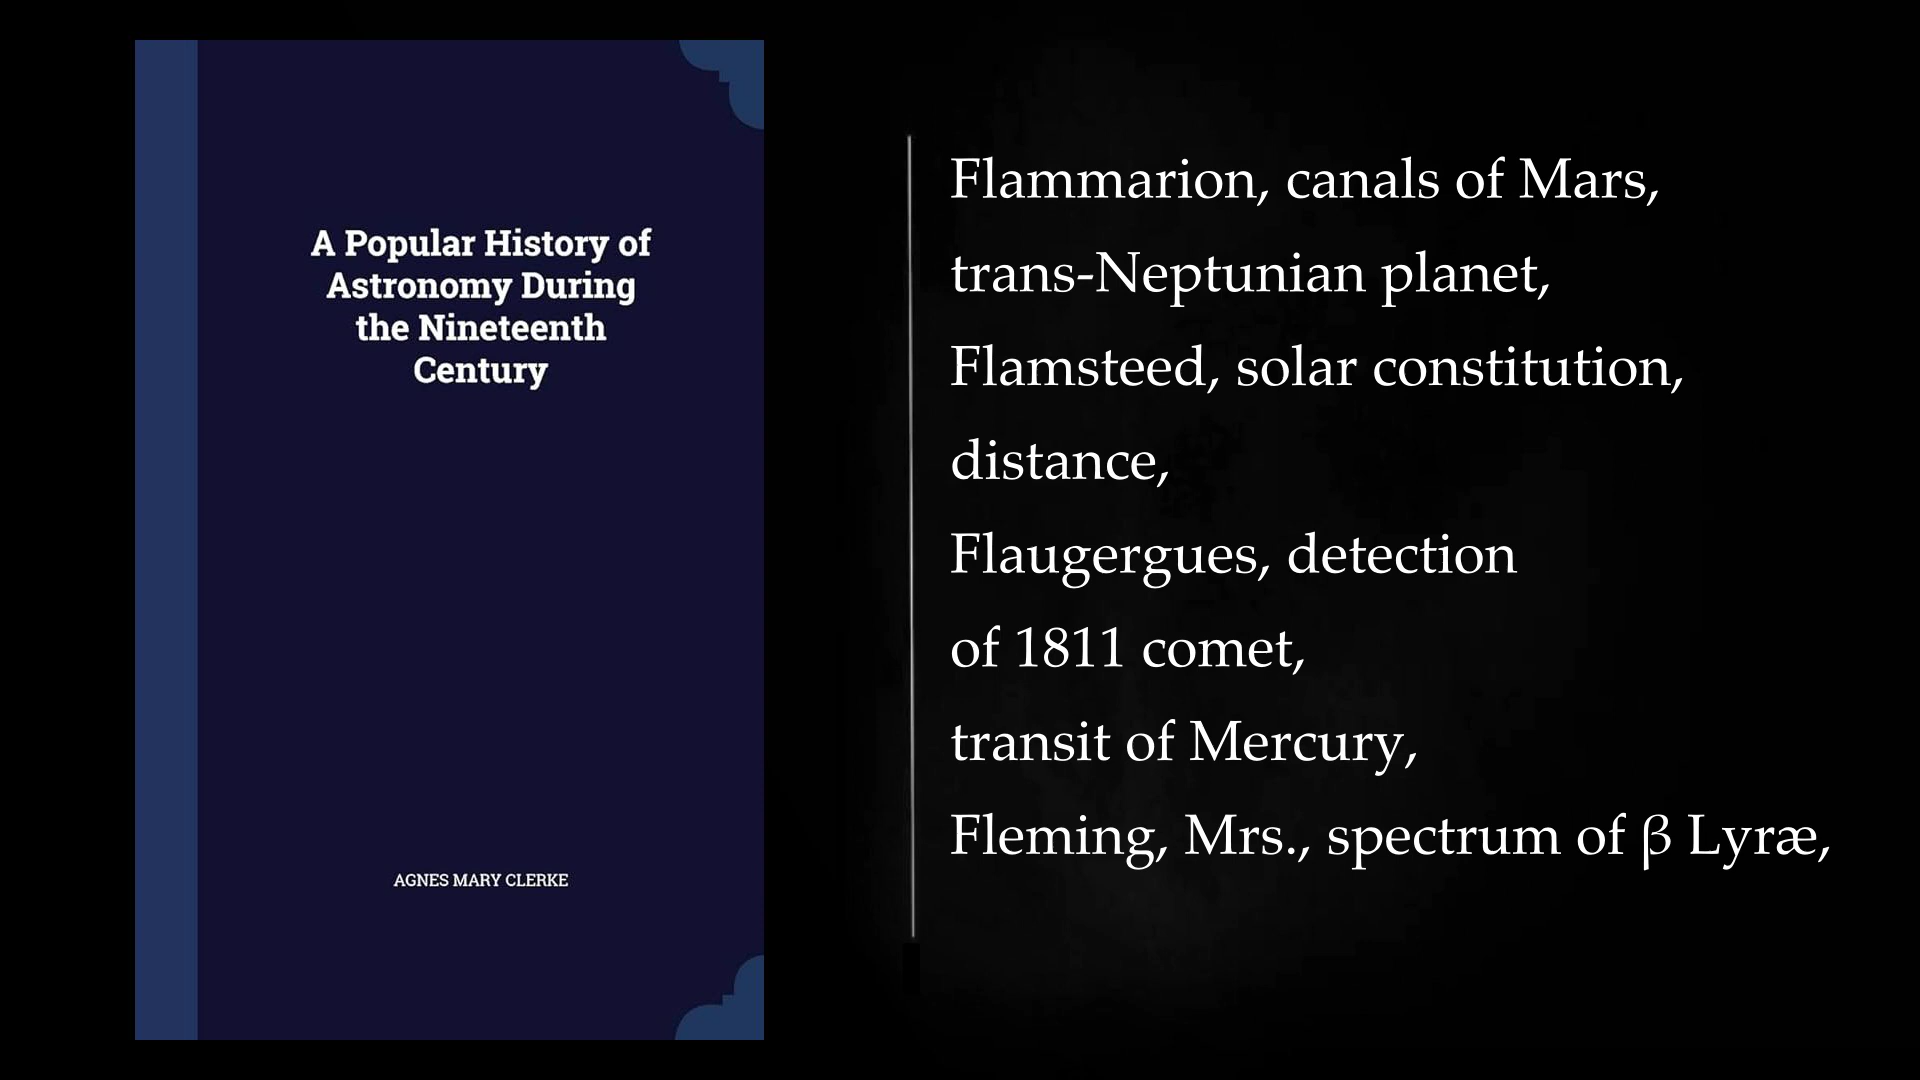 A Popular History of
Astronomy During
the Nineteenth
Century
AGNES MARY CLERKE
Flammarion, canals of Mars,
trans-Neptunian planet,
Flamsteed, solar constitution,
distance,
Flaugergues, detection
of 1811 comet,
transit of Mercury,
Fleming, Mrs., spectrum of β Lyræ,